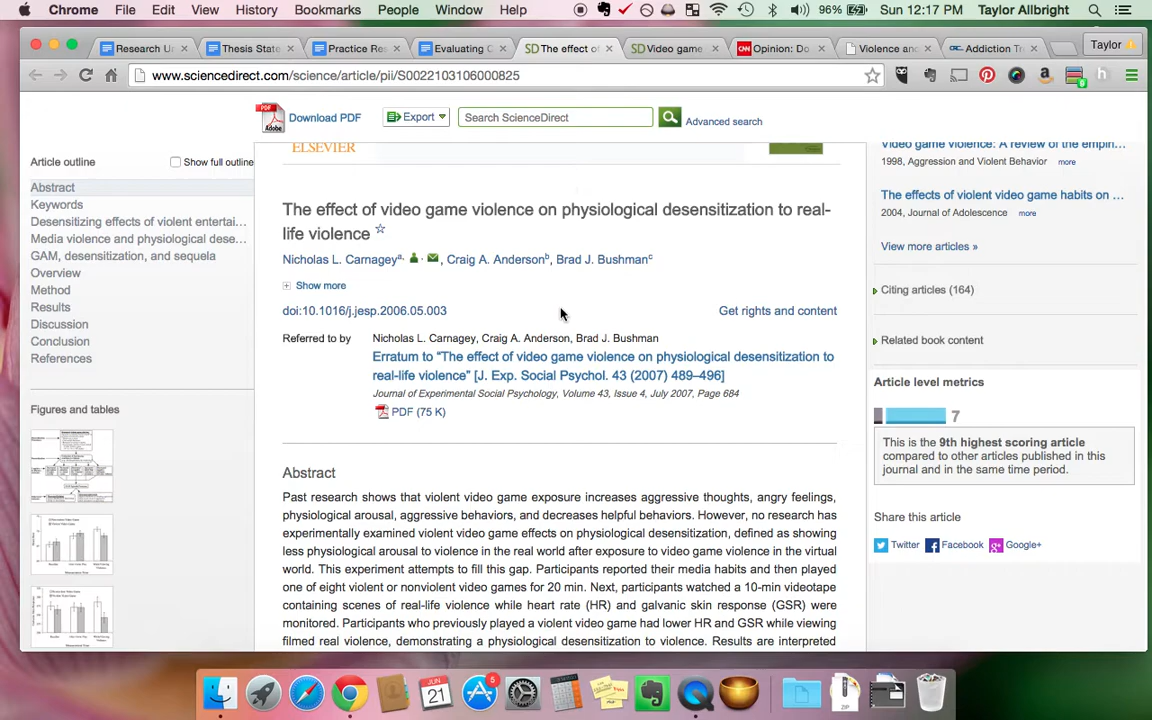 Chrome File Edit View History Bookmarks People Window Help 96% Sun 12:17 PM Taylor Allbright
Research U Thesis State Practice Res Evaluating C SD The effect of SD Video game CNN Opinion: Do Violence and Addiction Tr Taylor
www.sciencedirect.com/science/article/pii/S0022103106000825
PDF Adobe Download PDF Export Search ScienceDirect Advanced search
Article outline Show full outline
Abstract
Keywords
Desensitizing effects of violent entertai...
Media violence and physiological dese...
GAM, desensitization, and sequela
Overview
Method
Results
Discussion
Conclusion
References
Figures and tables
ELSEVIER
The effect of video game violence on physiological desensitization to real-
life violence ☆
Nicholas L. Carnagey a, , Craig A. Anderson b, Brad J. Bushman c
Show more
doi:10.1016/j.jesp.2006.05.003 Get rights and content
Referred to by Nicholas L. Carnagey, Craig A. Anderson, Brad J. Bushman
Erratum to “The effect of video game violence on physiological desensitization to
real-life violence” [J. Exp. Social Psychol. 43 (2007) 489–496]
Journal of Experimental Social Psychology, Volume 43, Issue 4, July 2007, Page 684
PDF (75 K)
Abstract
Past research shows that violent video game exposure increases aggressive thoughts, angry feelings,
physiological arousal, aggressive behaviors, and decreases helpful behaviors. However, no research has
experimentally examined violent video game effects on physiological desensitization, defined as showing
less physiological arousal to violence in the real world after exposure to video game violence in the virtual
world. This experiment attempts to fill this gap. Participants reported their media habits and then played
one of eight violent or nonviolent video games for 20 min. Next, participants watched a 10-min videotape
containing scenes of real-life violence while heart rate (HR) and galvanic skin response (GSR) were
monitored. Participants who previously played a violent video game had lower HR and GSR while viewing
filmed real violence, demonstrating a physiological desensitization to violence. Results are interpreted
Video game violence: A review of the empirin...
1998, Aggression and Violent Behavior more
The effects of violent video game habits on ...
2004, Journal of Adolescence more
View more articles »
Citing articles (164)
Related book content
Article level metrics
7
This is the 9th highest scoring article
compared to other articles published in this
journal and in the same time period.
Share this article
Twitter Facebook Google+
JUN
21
5
ZIP